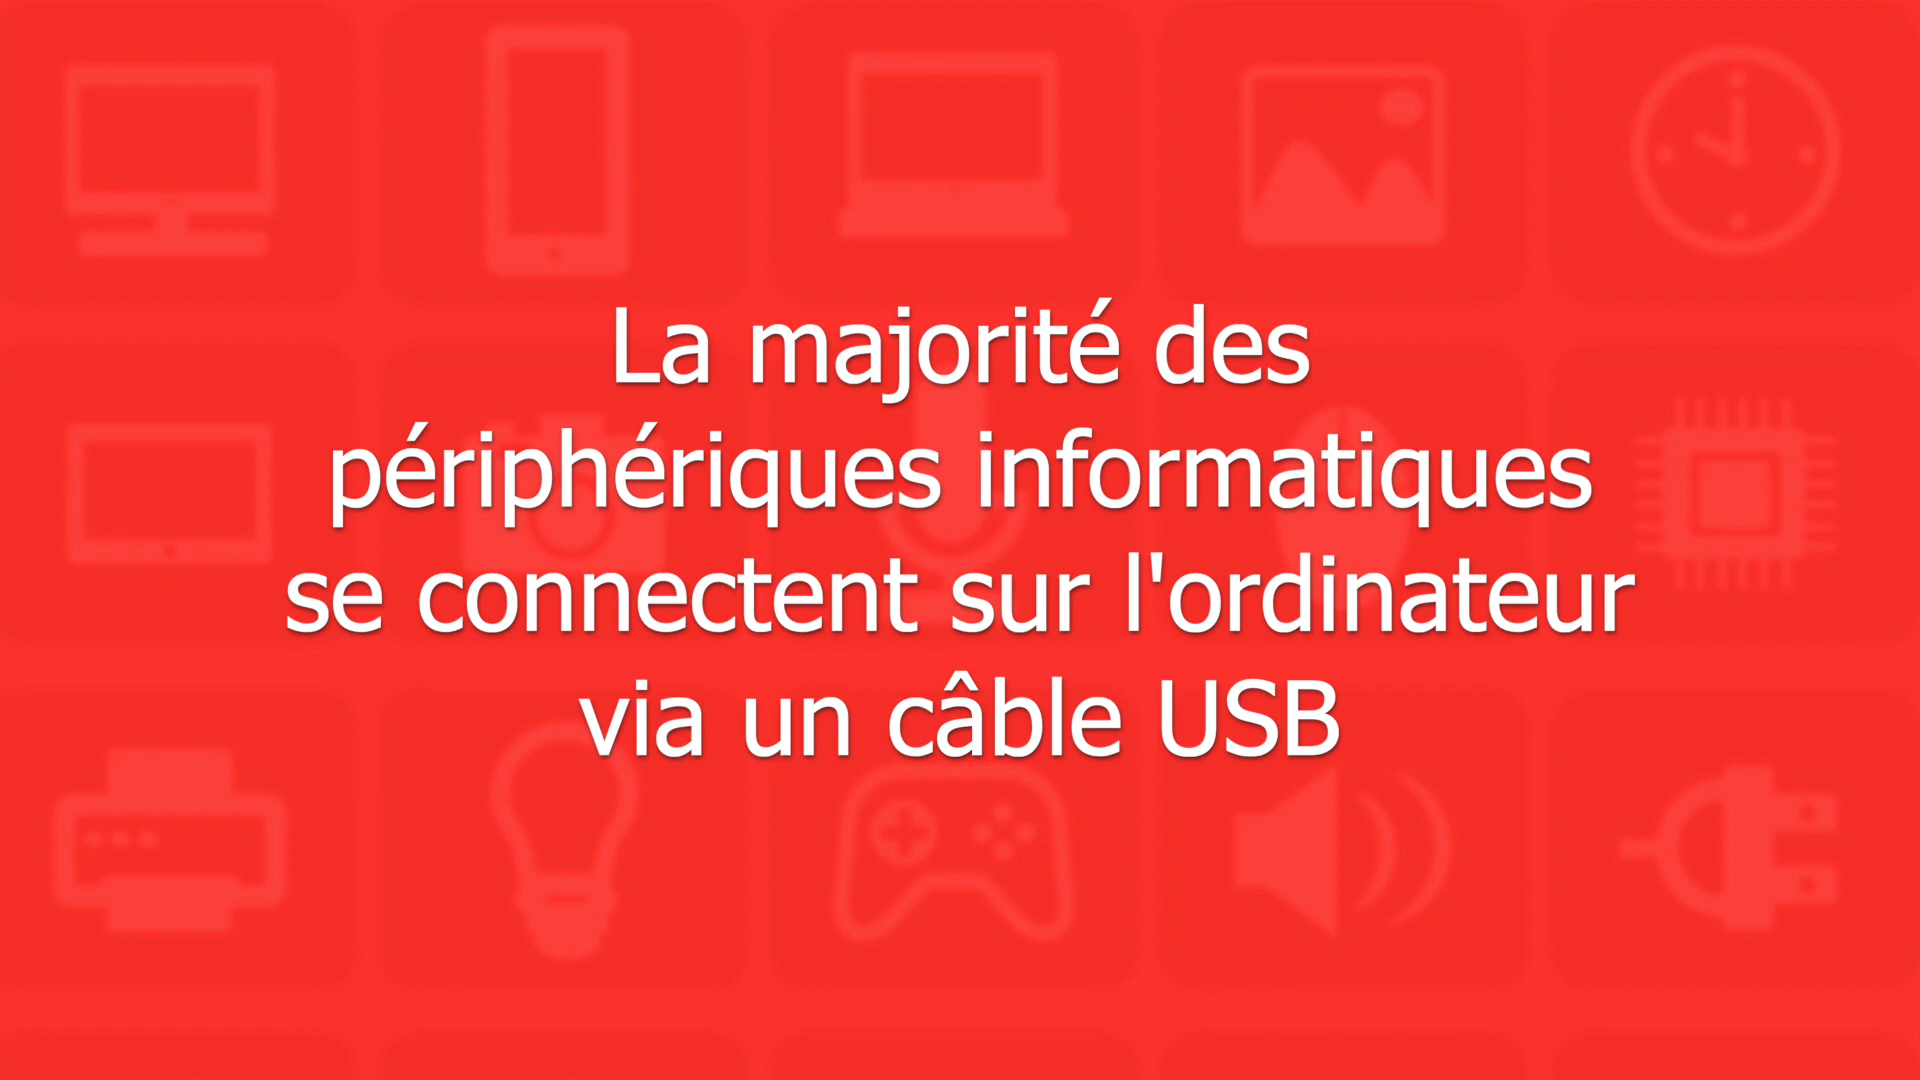 La majorité des
périphériques informatiques
se connectent sur l'ordinateur
via un câble USB